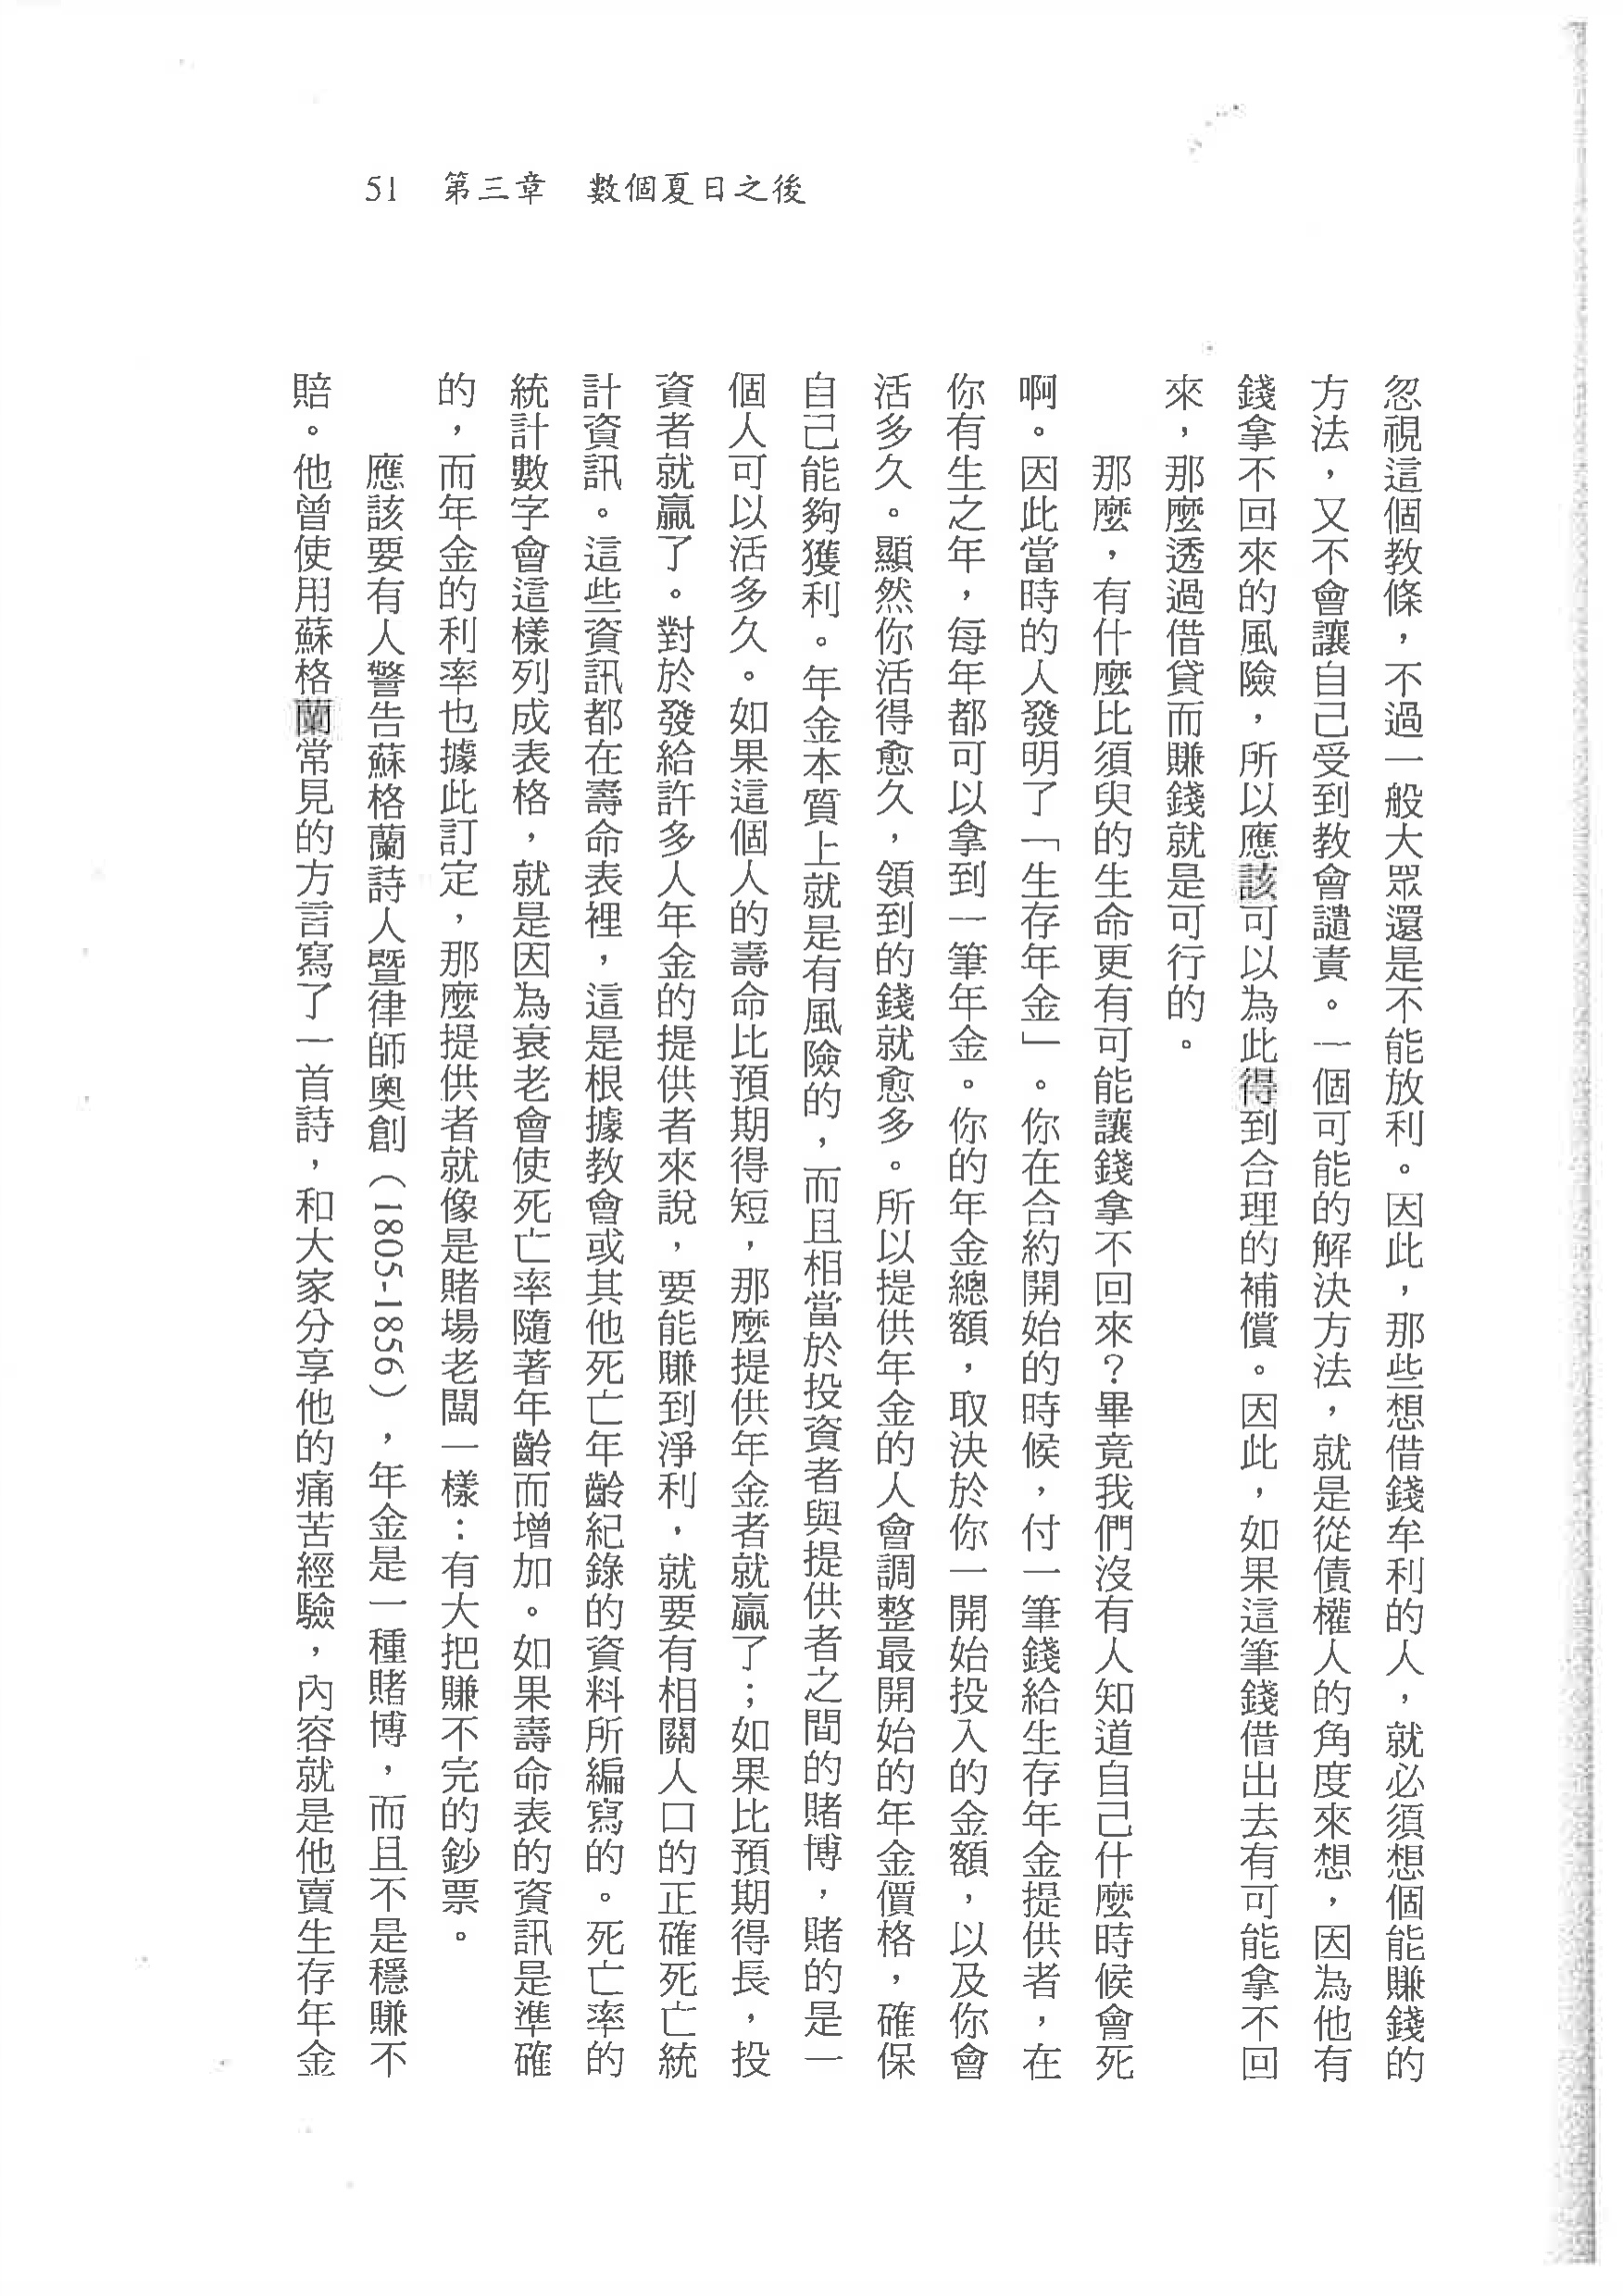 51　第三章　數個夏日之後
忽視這個教條，不過一般大眾還是不能放利。因此，那些想借錢牟利的人，就必須想個能賺錢的
方法，又不會讓自己受到教會譴責。一個可能的解決方法，就是從債權人的角度來想，因為他有
錢拿不回來的風險，所以應該可以為此得到合理的補償。因此，如果這筆錢借出去有可能拿不回
來，那麼透過借貸而賺錢就是可行的。
那麼，有什麼比須臾的生命更有可能讓錢拿不回來？畢竟我們沒有人知道自己什麼時候會死
啊。因此當時的人發明了「生存年金」。你在合約開始的時候，付一筆錢給生存年金提供者，在
你有生之年，每年都可以拿到一筆年金。你的年金總額，取決於你一開始投入的金額，以及你會
活多久。顯然你活得愈久，領到的錢就愈多。所以提供年金的人會調整最開始的年金價格，確保
自己能夠獲利。年金本質上就是有風險的，而且相當於投資者與提供者之間的賭博，賭的是一
個人可以活多久。如果這個人的壽命比預期得短，那麼提供年金者就贏了；如果比預期得長，投
資者就贏了。對於發給許多人年金的提供者來說，要能賺到淨利，就要有相關人口的正確死亡統
計資訊。這些資訊都在壽命表裡，這是根據教會或其他死亡年齡紀錄的資料所編寫的。死亡率的
統計數字會這樣列成表格，就是因為衰老會使死亡率隨著年齡而增加。如果壽命表的資訊是準確
的，而年金的利率也據此訂定，那麼提供者就像是賭場老闆一樣：有大把賺不完的鈔票。
應該要有人警告蘇格蘭詩人暨律師奧創（1805-1856），年金是一種賭博，而且不是穩賺不
賠。他曾使用蘇格蘭常見的方言寫了一首詩，和大家分享他的痛苦經驗，內容就是他賣生存年金